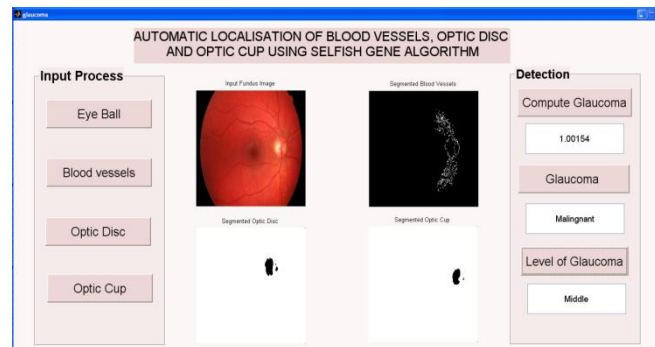 glaucoma
AUTOMATIC LOCALISATION OF BLOOD VESSELS, OPTIC DISC
AND OPTIC CUP USING SELFISH GENE ALGORITHM
Input Process
Eye Ball
Blood vessels
Optic Disc
Optic Cup
Input Fundus Image
Segmented Blood Vessels
Segmented Optic Disc
Segmented Optic Cup
Detection
Compute Glaucoma
1.00154
Glaucoma
Malingnant
Level of Glaucoma
Middle